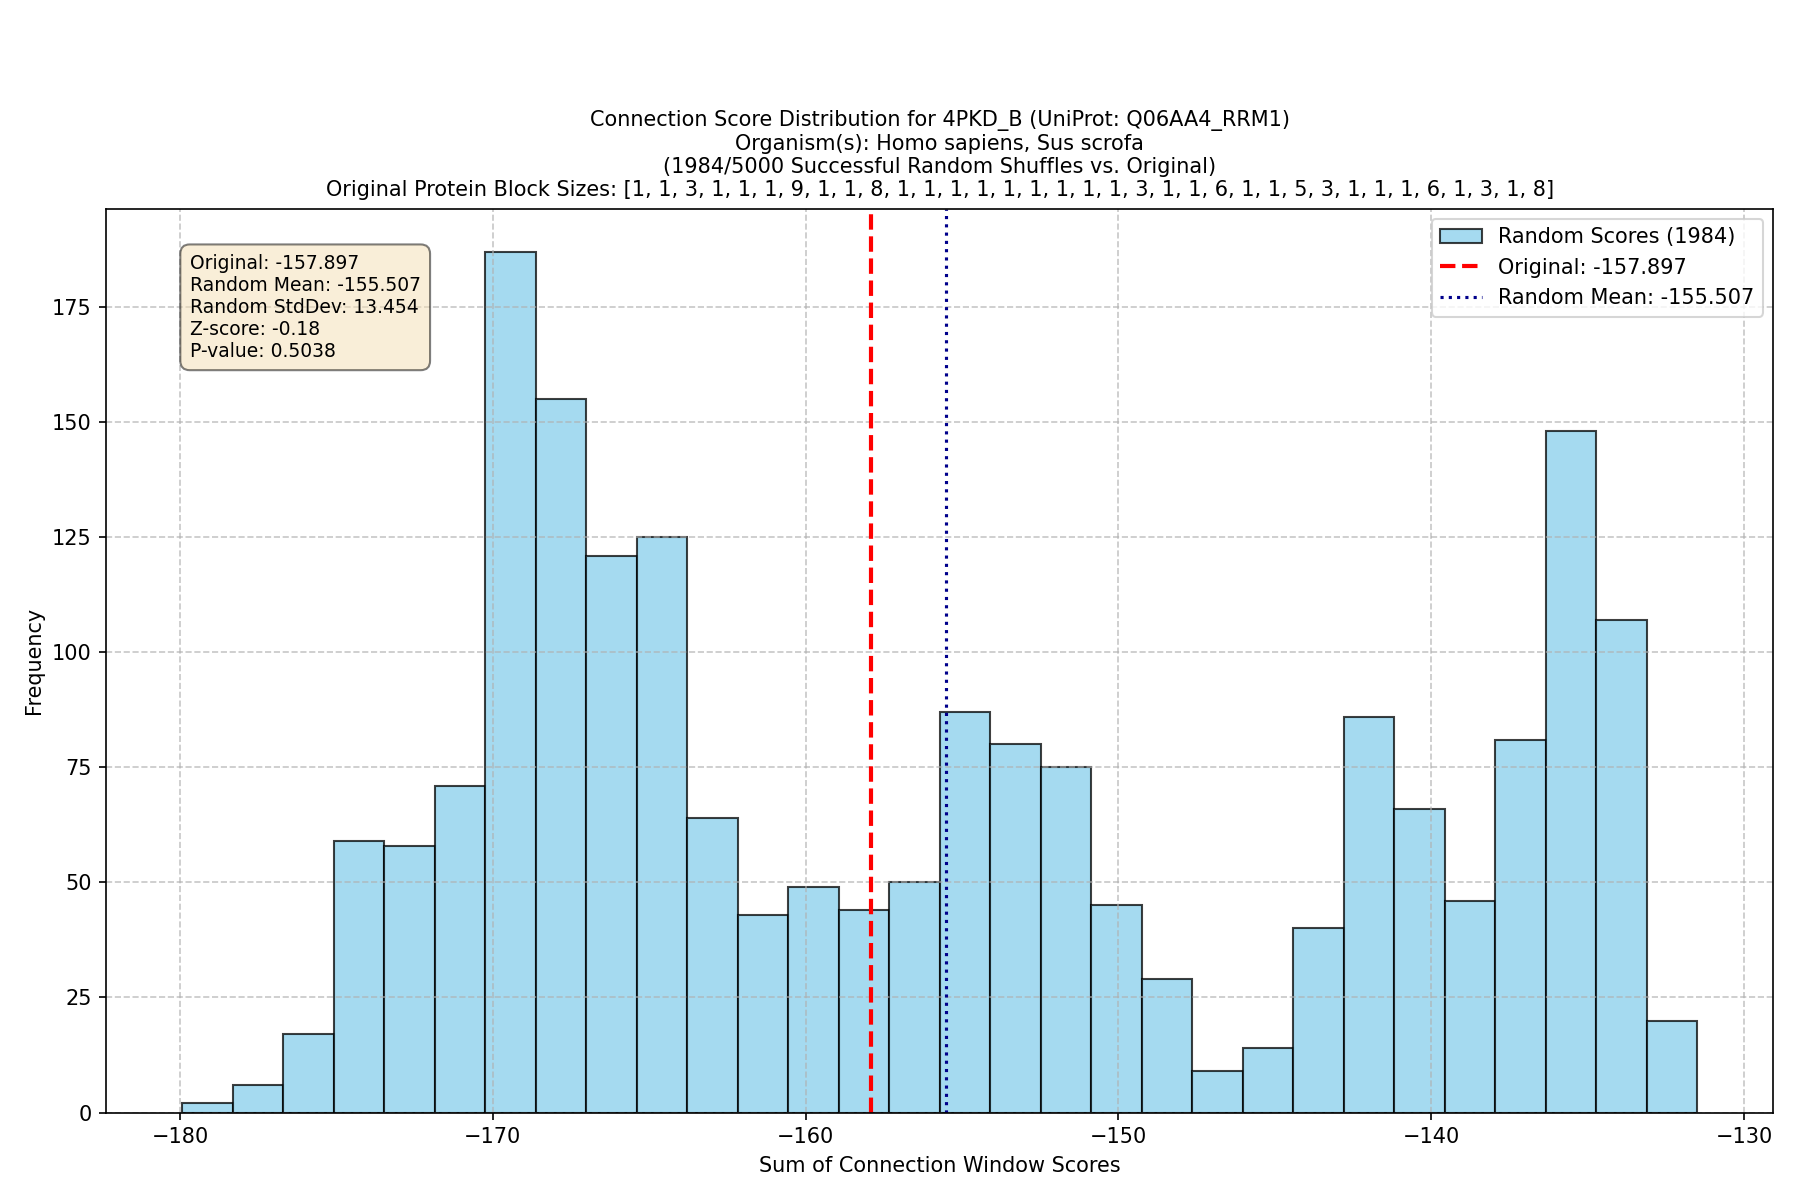 Connection Score Distribution for 4PKD_B (UniProt: Q06AA4_RRM1)
Organism(s): Homo sapiens, Sus scrofa
(1984/5000 Successful Random Shuffles vs. Original)
Original Protein Block Sizes: [1, 1, 3, 1, 1, 1, 9, 1, 1, 8, 1, 1, 1, 1, 1, 1, 1, 1, 1, 3, 1, 1, 6, 1, 1, 5, 3, 1, 1, 1, 6, 1, 3, 1, 8]
Original: -157.897
Random Mean: -155.507
Random StdDev: 13.454
Z-score: -0.18
P-value: 0.5038
Random Scores (1984)
Original: -157.897
Random Mean: -155.507
Frequency
175
150
125
100
75
50
25
0
−180
−170
−160
−150
−140
−130
Sum of Connection Window Scores